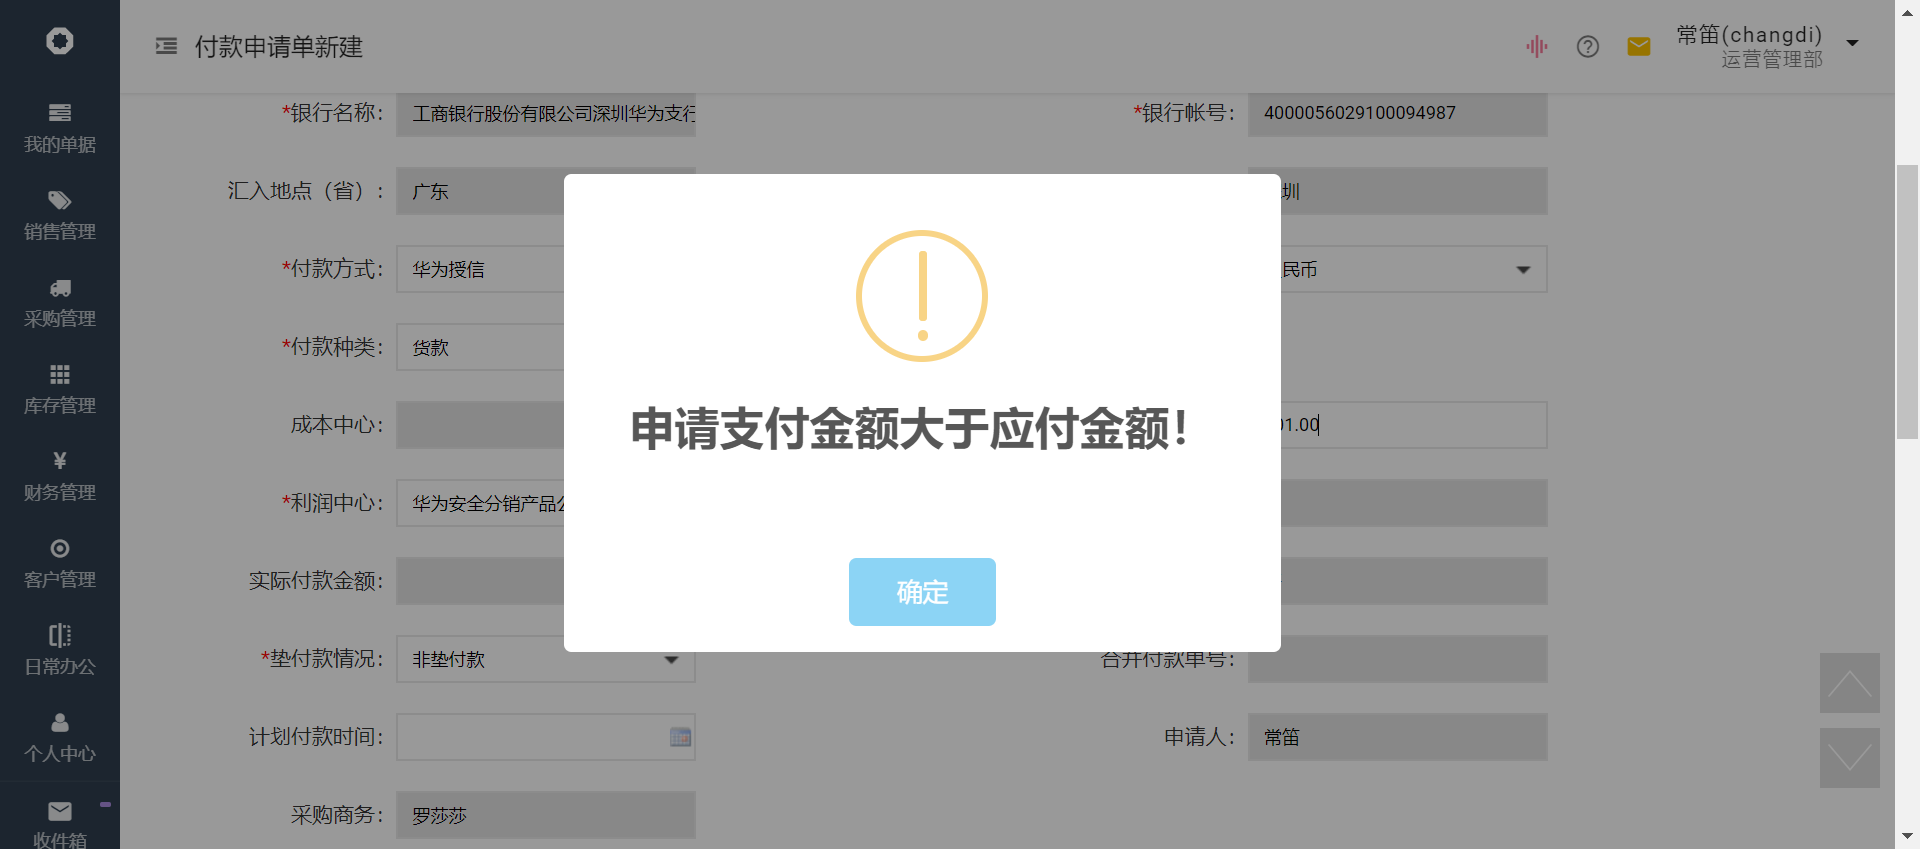 付款申请单新建
常笛(changdi)
运营管理部
我的单据
销售管理
采购管理
库存管理
财务管理
客户管理
日常办公
个人中心
收件箱
*银行名称：
工商银行股份有限公司深圳华为支行
*银行帐号：
4000056029100094987
汇入地点（省）：
广东
圳
*付款方式：
华为授信
民币
*付款种类：
货款
成本中心：
01.00
*利润中心：
华为安全分销产品
实际付款金额：
*垫付款情况：
非垫付款
合并付款单号：
计划付款时间：
申请人：
常笛
采购商务：
罗莎莎
申请支付金额大于应付金额！
确定